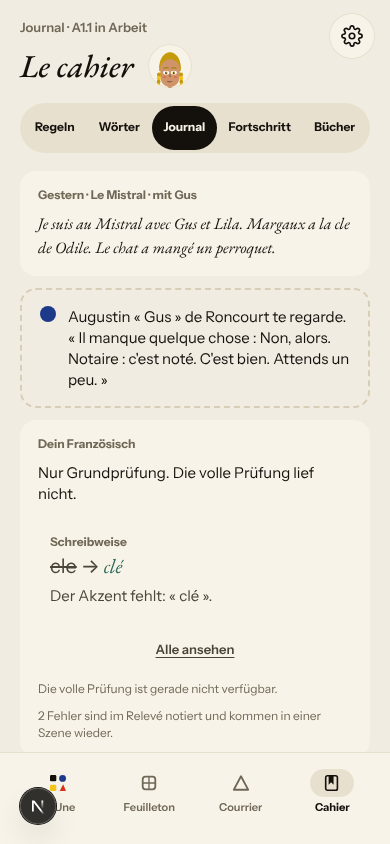 Journal · A1.1 in Arbeit
Le cahier
Regeln Wörter Journal Fortschritt Bücher
Gestern · Le Mistral · mit Gus
Je suis au Mistral avec Gus et Lila. Margaux a la cle
de Odile. Le chat a mangé un perroquet.
Augustin « Gus » de Roncourt te regarde.
« Il manque quelque chose : Non, alors.
Notaire : c'est noté. C'est bien. Attends un
peu. »
Dein Französisch
Nur Grundprüfung. Die volle Prüfung lief
nicht.
Schreibweise
cle → clé
Der Akzent fehlt: « clé ».
Alle ansehen
Die volle Prüfung ist gerade nicht verfügbar.
2 Fehler sind im Relevé notiert und kommen in einer
Szene wieder.
N Une Feuilleton Courrier Cahier